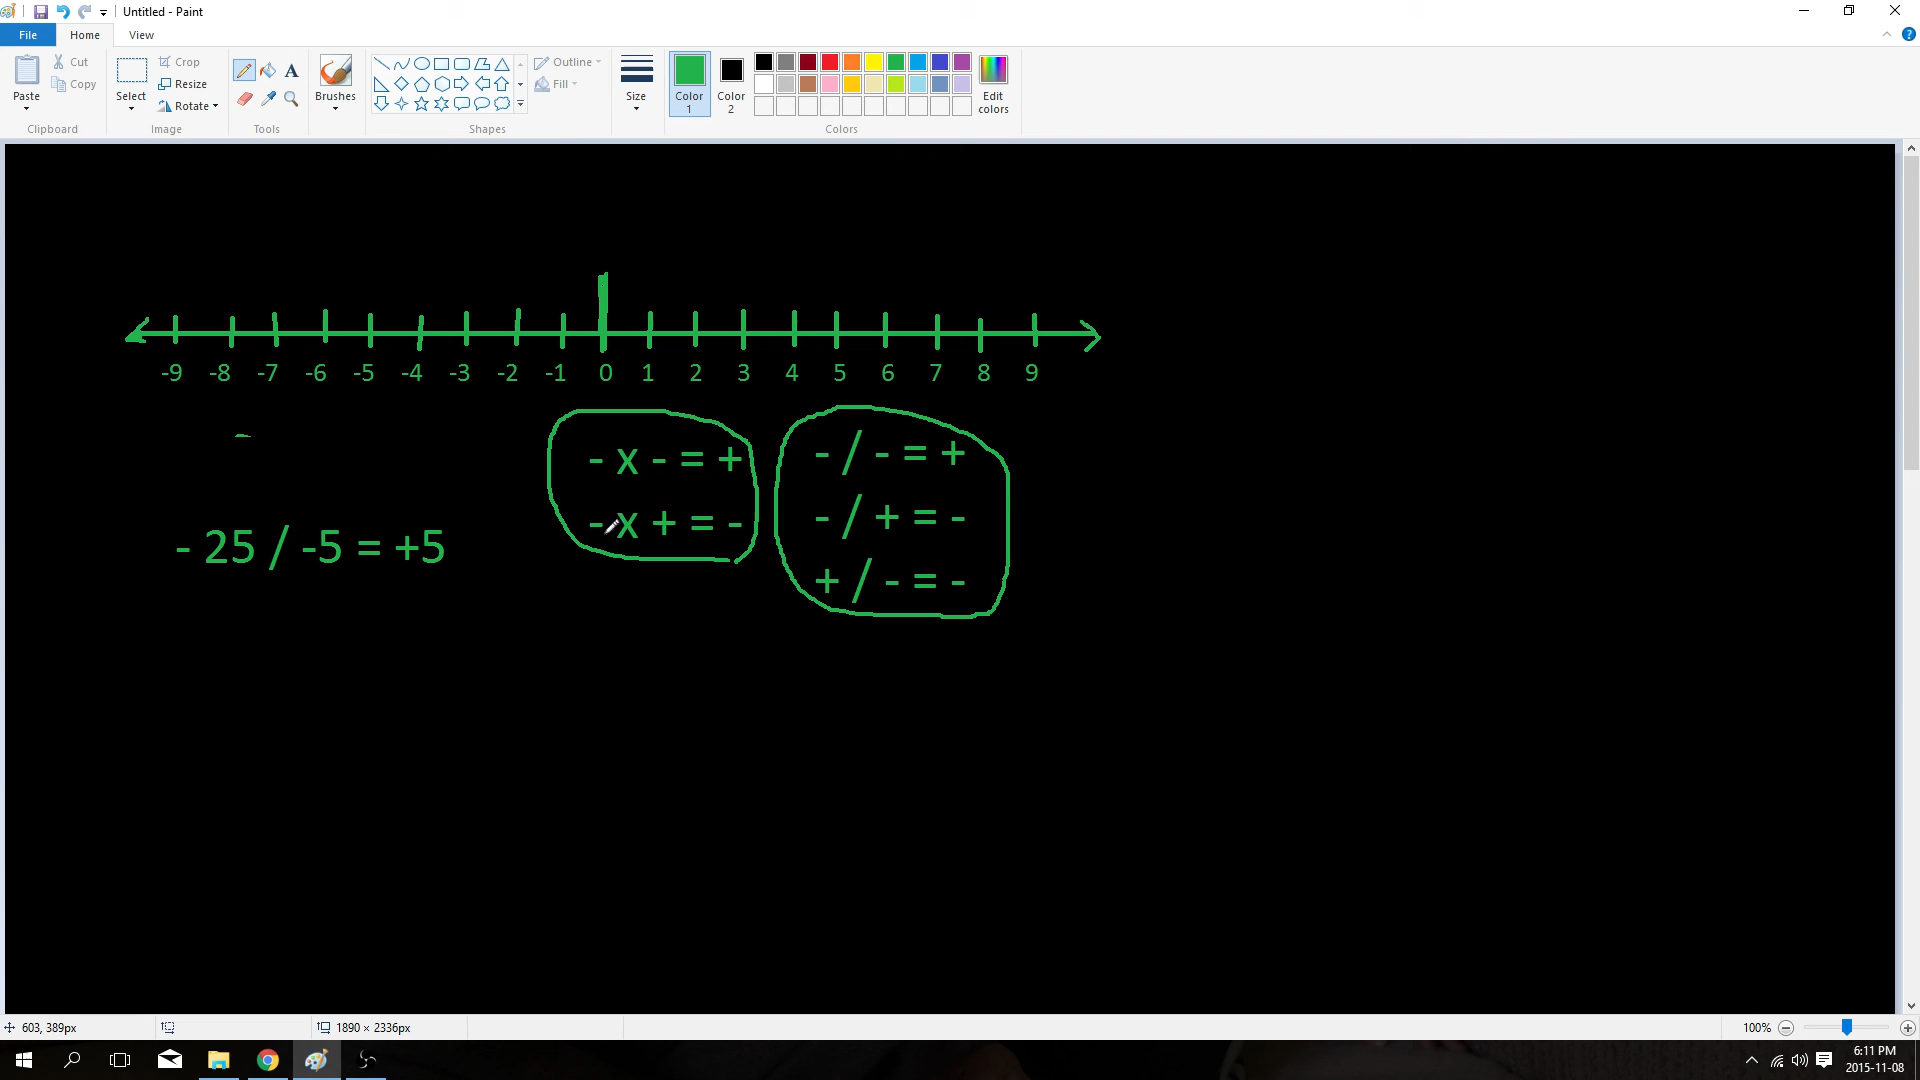 Untitled - Paint
File Home View
Paste
Cut
Copy
Clipboard
Select
Crop
Resize
Rotate
Image
A
Tools
Brushes
Shapes
Outline
Fill
Size
Color 1
Color 2
Edit colors
Colors
-9 -8 -7 -6 -5 -4 -3 -2 -1 0 1 2 3 4 5 6 7 8 9
- x - = +
- x + = -
- / - = +
- / + = -
+ / - = -
- 25 / -5 = +5
603, 389px
1890 × 2336px
100%
6:11 PM
2015-11-08